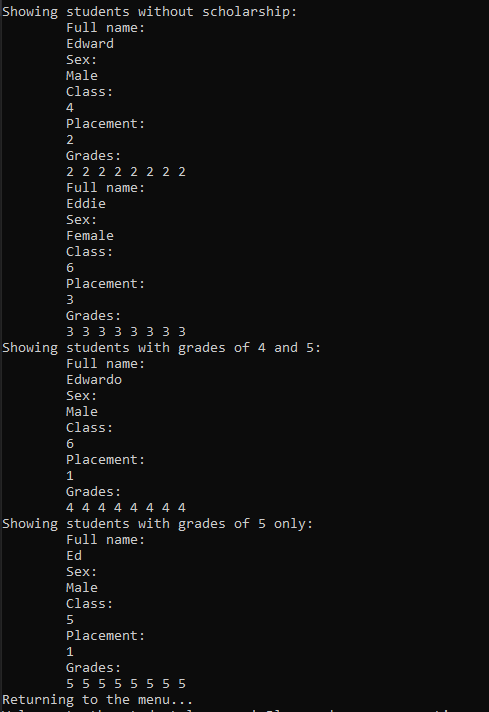 Showing students without scholarship:
Full name:
Edward
Sex:
Male
Class:
4
Placement:
2
Grades:
2 2 2 2 2 2 2 2
Full name:
Eddie
Sex:
Female
Class:
6
Placement:
3
Grades:
3 3 3 3 3 3 3 3
Showing students with grades of 4 and 5:
Full name:
Edwardo
Sex:
Male
Class:
6
Placement:
1
Grades:
4 4 4 4 4 4 4 4
Showing students with grades of 5 only:
Full name:
Ed
Sex:
Male
Class:
5
Placement:
1
Grades:
5 5 5 5 5 5 5 5
Returning to the menu...